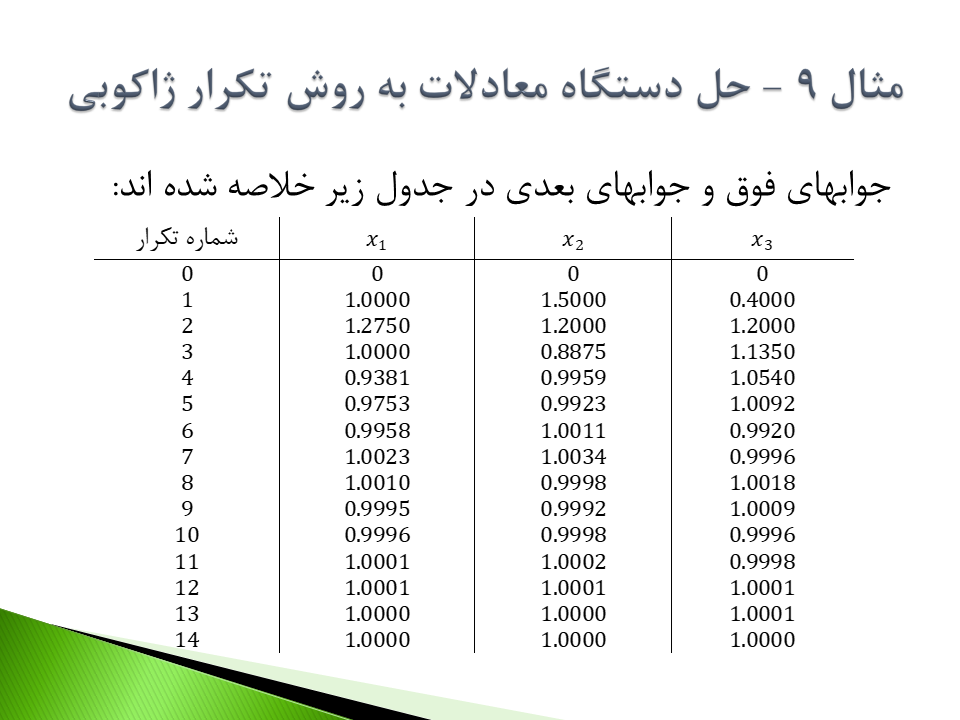 مثال ۹ – حل دستگاه معادلات به روش تکرار ژاکوبی
جوابهای فوق و جوابهای بعدی در جدول زیر خلاصه شده اند:
شماره تکرار x₁ x₂ x₃
0 0 0 0
1 1.0000 1.5000 0.4000
2 1.2750 1.2000 1.2000
3 1.0000 0.8875 1.1350
4 0.9381 0.9959 1.0540
5 0.9753 0.9923 1.0092
6 0.9958 1.0011 0.9920
7 1.0023 1.0034 0.9996
8 1.0010 0.9998 1.0018
9 0.9995 0.9992 1.0009
10 0.9996 0.9998 0.9996
11 1.0001 1.0002 0.9998
12 1.0001 1.0001 1.0001
13 1.0000 1.0000 1.0001
14 1.0000 1.0000 1.0000